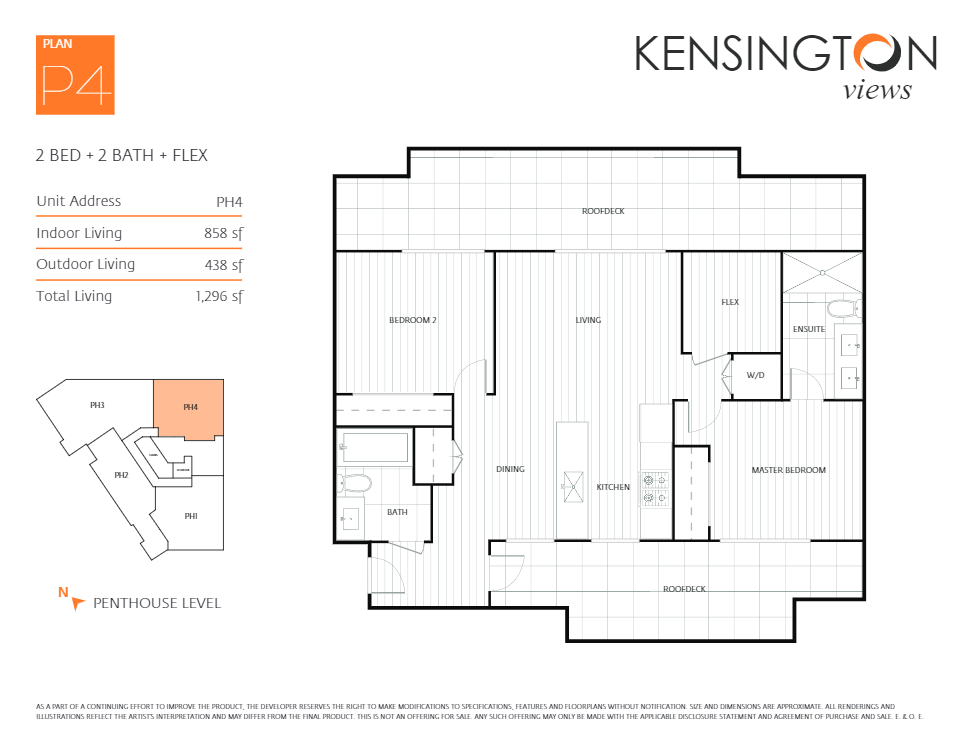 PLAN
P4
KENSINGTON
views
2 BED + 2 BATH + FLEX
Unit Address PH4
Indoor Living 858 sf
Outdoor Living 438 sf
Total Living 1,296 sf
ROOFDECK
BEDROOM 2
LIVING
FLEX
ENSUITE
W/D
DINING
KITCHEN
MASTER BEDROOM
BATH
ROOFDECK
PH3
PH4
PH2
PH1
N
PENTHOUSE LEVEL
AS A PART OF A CONTINUING EFFORT TO IMPROVE THE PRODUCT, THE DEVELOPER RESERVES THE RIGHT TO MAKE MODIFICATIONS TO SPECIFICATIONS, FEATURES AND FLOORPLANS WITHOUT NOTIFICATION. SIZE AND DIMENSIONS ARE APPROXIMATE. ALL RENDERINGS AND
ILLUSTRATIONS REFLECT THE ARTIST'S INTERPRETATION AND MAY DIFFER FROM THE FINAL PRODUCT. THIS IS NOT AN OFFERING FOR SALE. ANY SUCH OFFERING MAY ONLY BE MADE WITH THE APPLICABLE DISCLOSURE STATEMENT AND AGREEMENT OF PURCHASE AND SALE. E. & O. E.